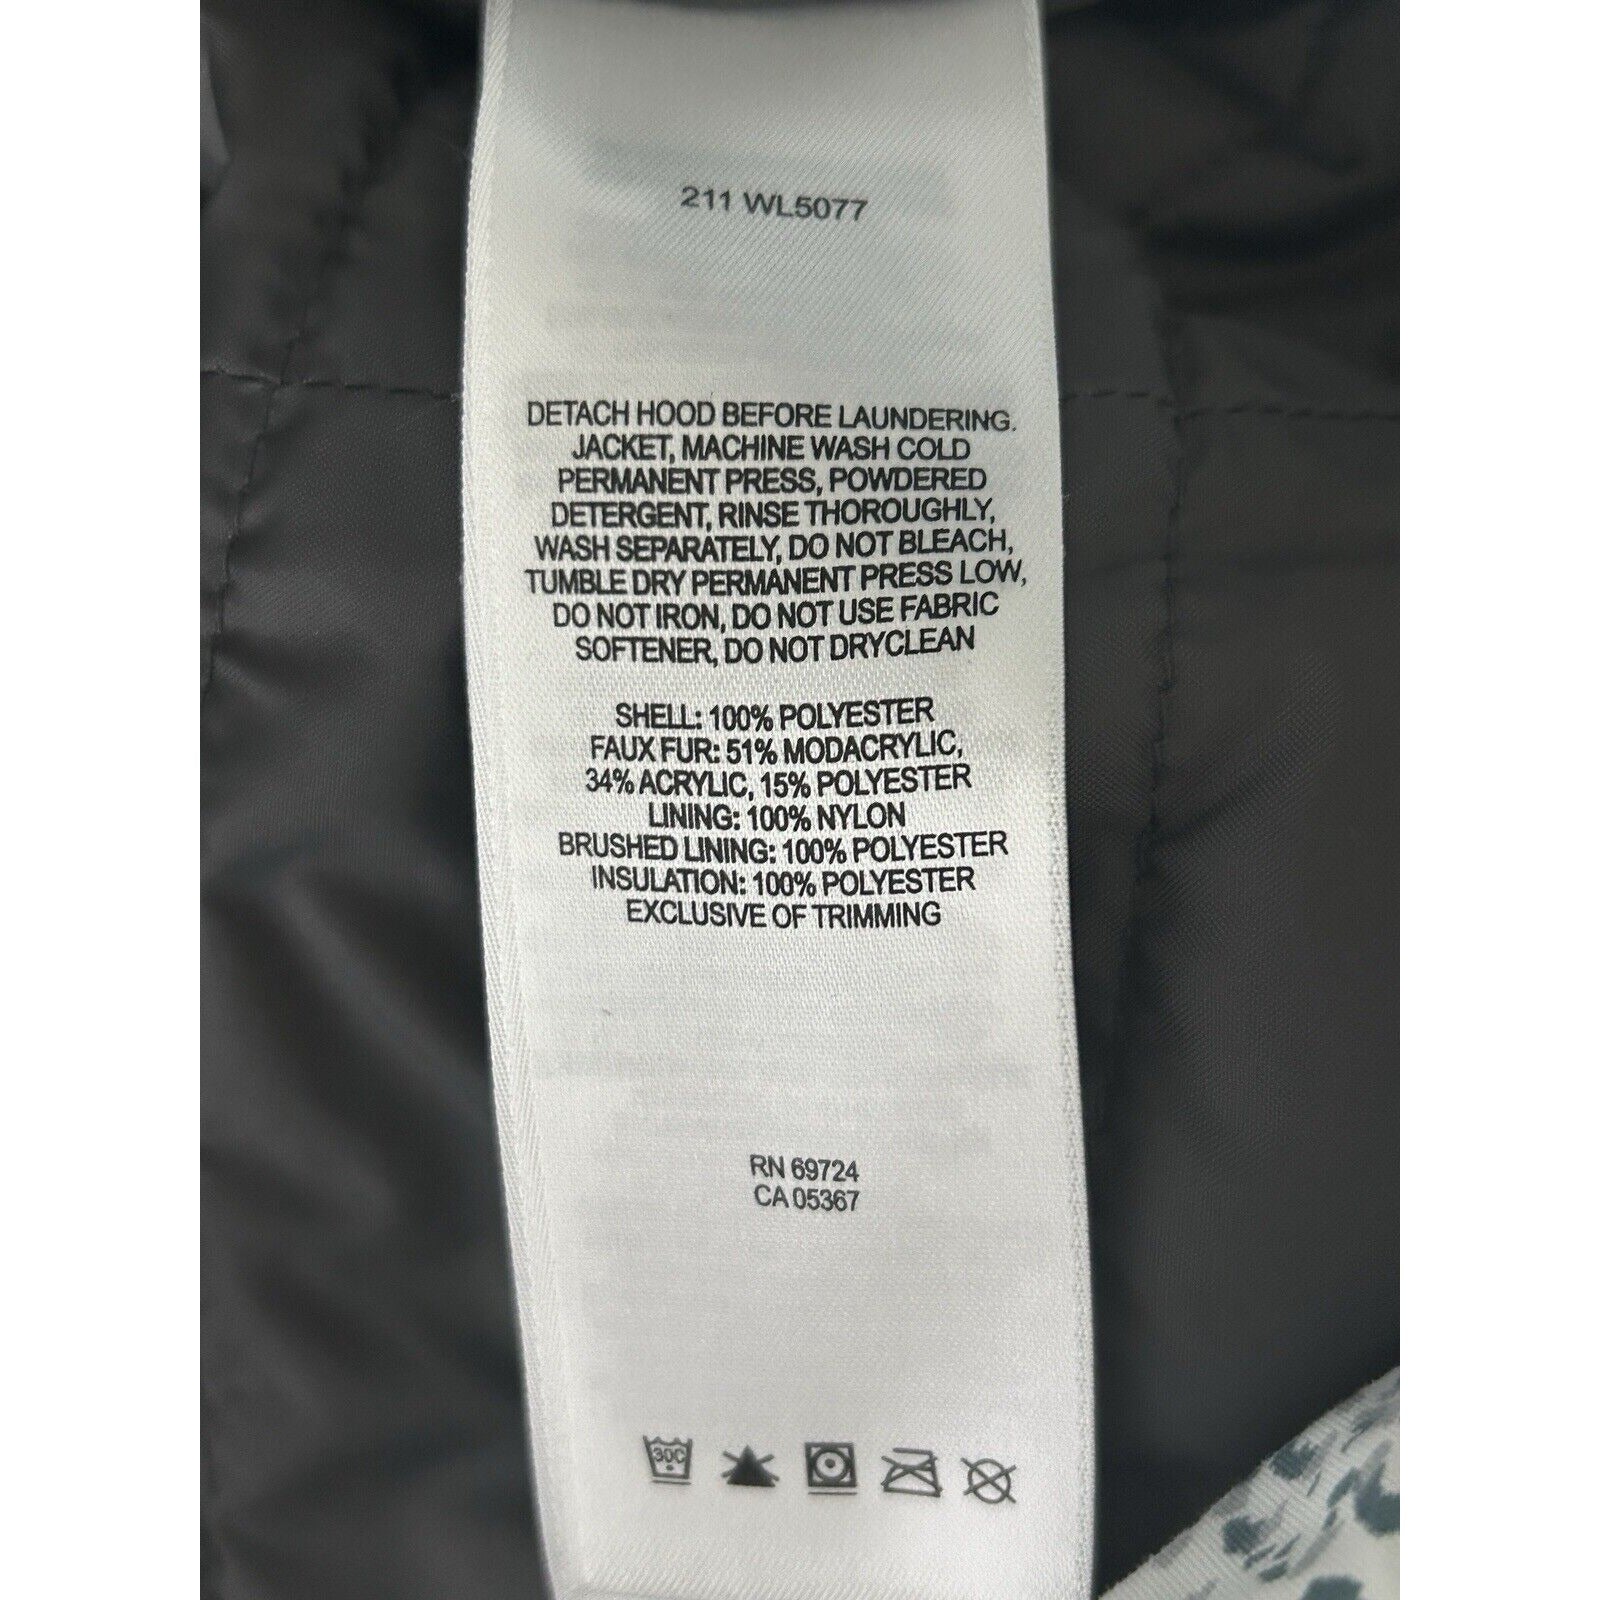 211 WL5077
DETACH HOOD BEFORE LAUNDERING.
JACKET, MACHINE WASH COLD
PERMANENT PRESS, POWDERED
DETERGENT, RINSE THOROUGHLY,
WASH SEPARATELY, DO NOT BLEACH,
TUMBLE DRY PERMANENT PRESS LOW,
DO NOT IRON, DO NOT USE FABRIC
SOFTENER, DO NOT DRYCLEAN
SHELL: 100% POLYESTER
FAUX FUR: 51% MODACRYLIC,
34% ACRYLIC, 15% POLYESTER
LINING: 100% NYLON
BRUSHED LINING: 100% POLYESTER
INSULATION: 100% POLYESTER
EXCLUSIVE OF TRIMMING
RN 69724
CA 05367
30C